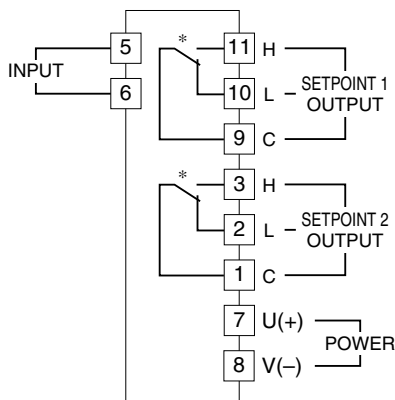 5
6
INPUT
*
11 H
10 L
9 C
SETPOINT 1
OUTPUT
*
3 H
2 L
1 C
SETPOINT 2
OUTPUT
7 U(+)
8 V(–)
POWER